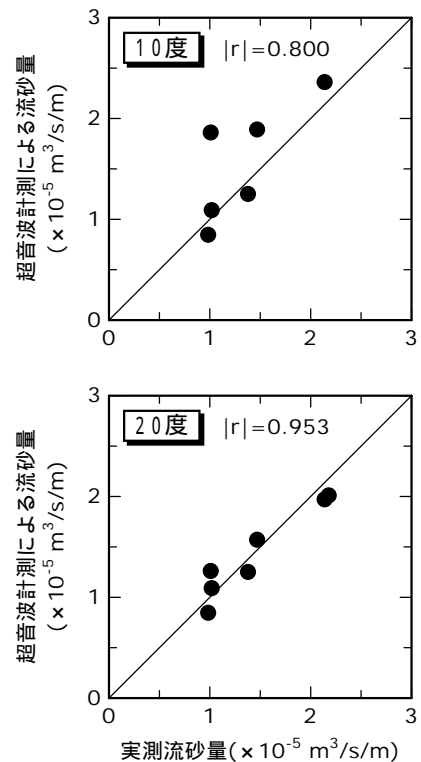 3
10度 |r|=0.800
2
1
0
0 1 2 3
超音波計測による流砂量
(×10⁻⁵ m³/s/m)
3
20度 |r|=0.953
2
1
0
0 1 2 3
超音波計測による流砂量
(×10⁻⁵ m³/s/m)
実測流砂量(×10⁻⁵ m³/s/m)